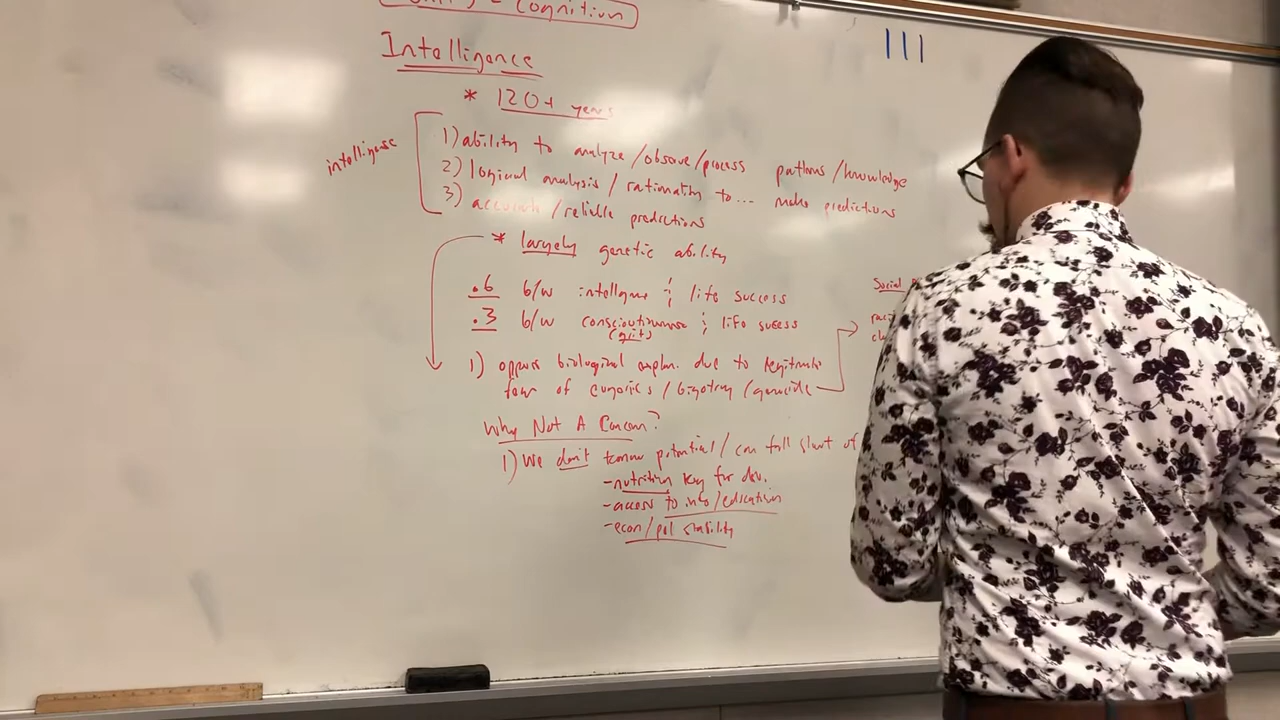 Cognition
Intelligence
* 120+ years
intelligence
1) ability to analyze/observe/process patterns/knowledge
2) logical analysis/rationality to... make predictions
3) accurate/reliable predictions
* largely genetic ability
.6 b/w intelligence & life success
.3 b/w & life success
(grit)
1) biological explan. due to legitimate
fear of eugenics/bigotry/genocide
Social
Why Not A Concern?
1) We don't know potential/can fall short of
-nutrition key for dev.
-access to info/education
-econ/pol stability
|||